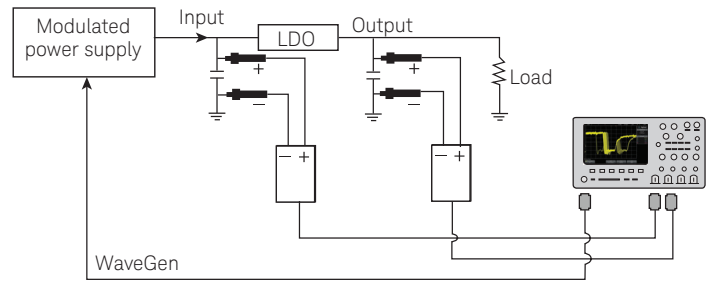 Modulated
power supply
Input
LDO
Output
Load
+
−
+
−
− +
− +
WaveGen